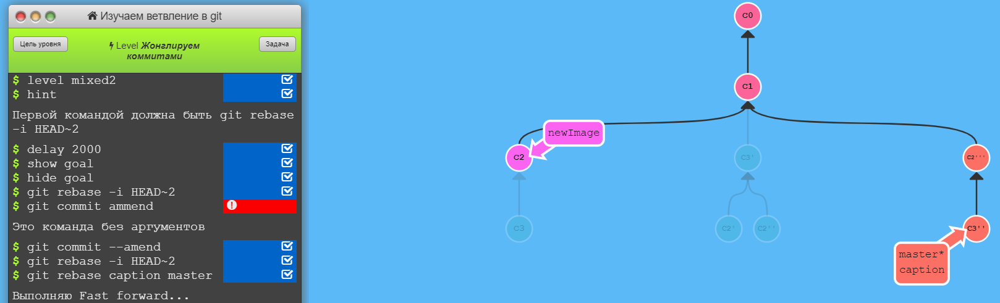 Изучаем ветвление в git
Цель уровня
Level Жонглируем
коммитами
Задача
$ level mixed2
$ hint
Первой командой должна быть git rebase
-i HEAD~2
$ delay 2000
$ show goal
$ hide goal
$ git rebase -i HEAD~2
$ git commit ammend
Это команда без аргументов
$ git commit --amend
$ git rebase -i HEAD~2
$ git rebase caption master
Выполняю Fast forward...
C0
C1
newImage
C2
C3'
C2'''
C3
C2'
C2''
C3''
master*
caption